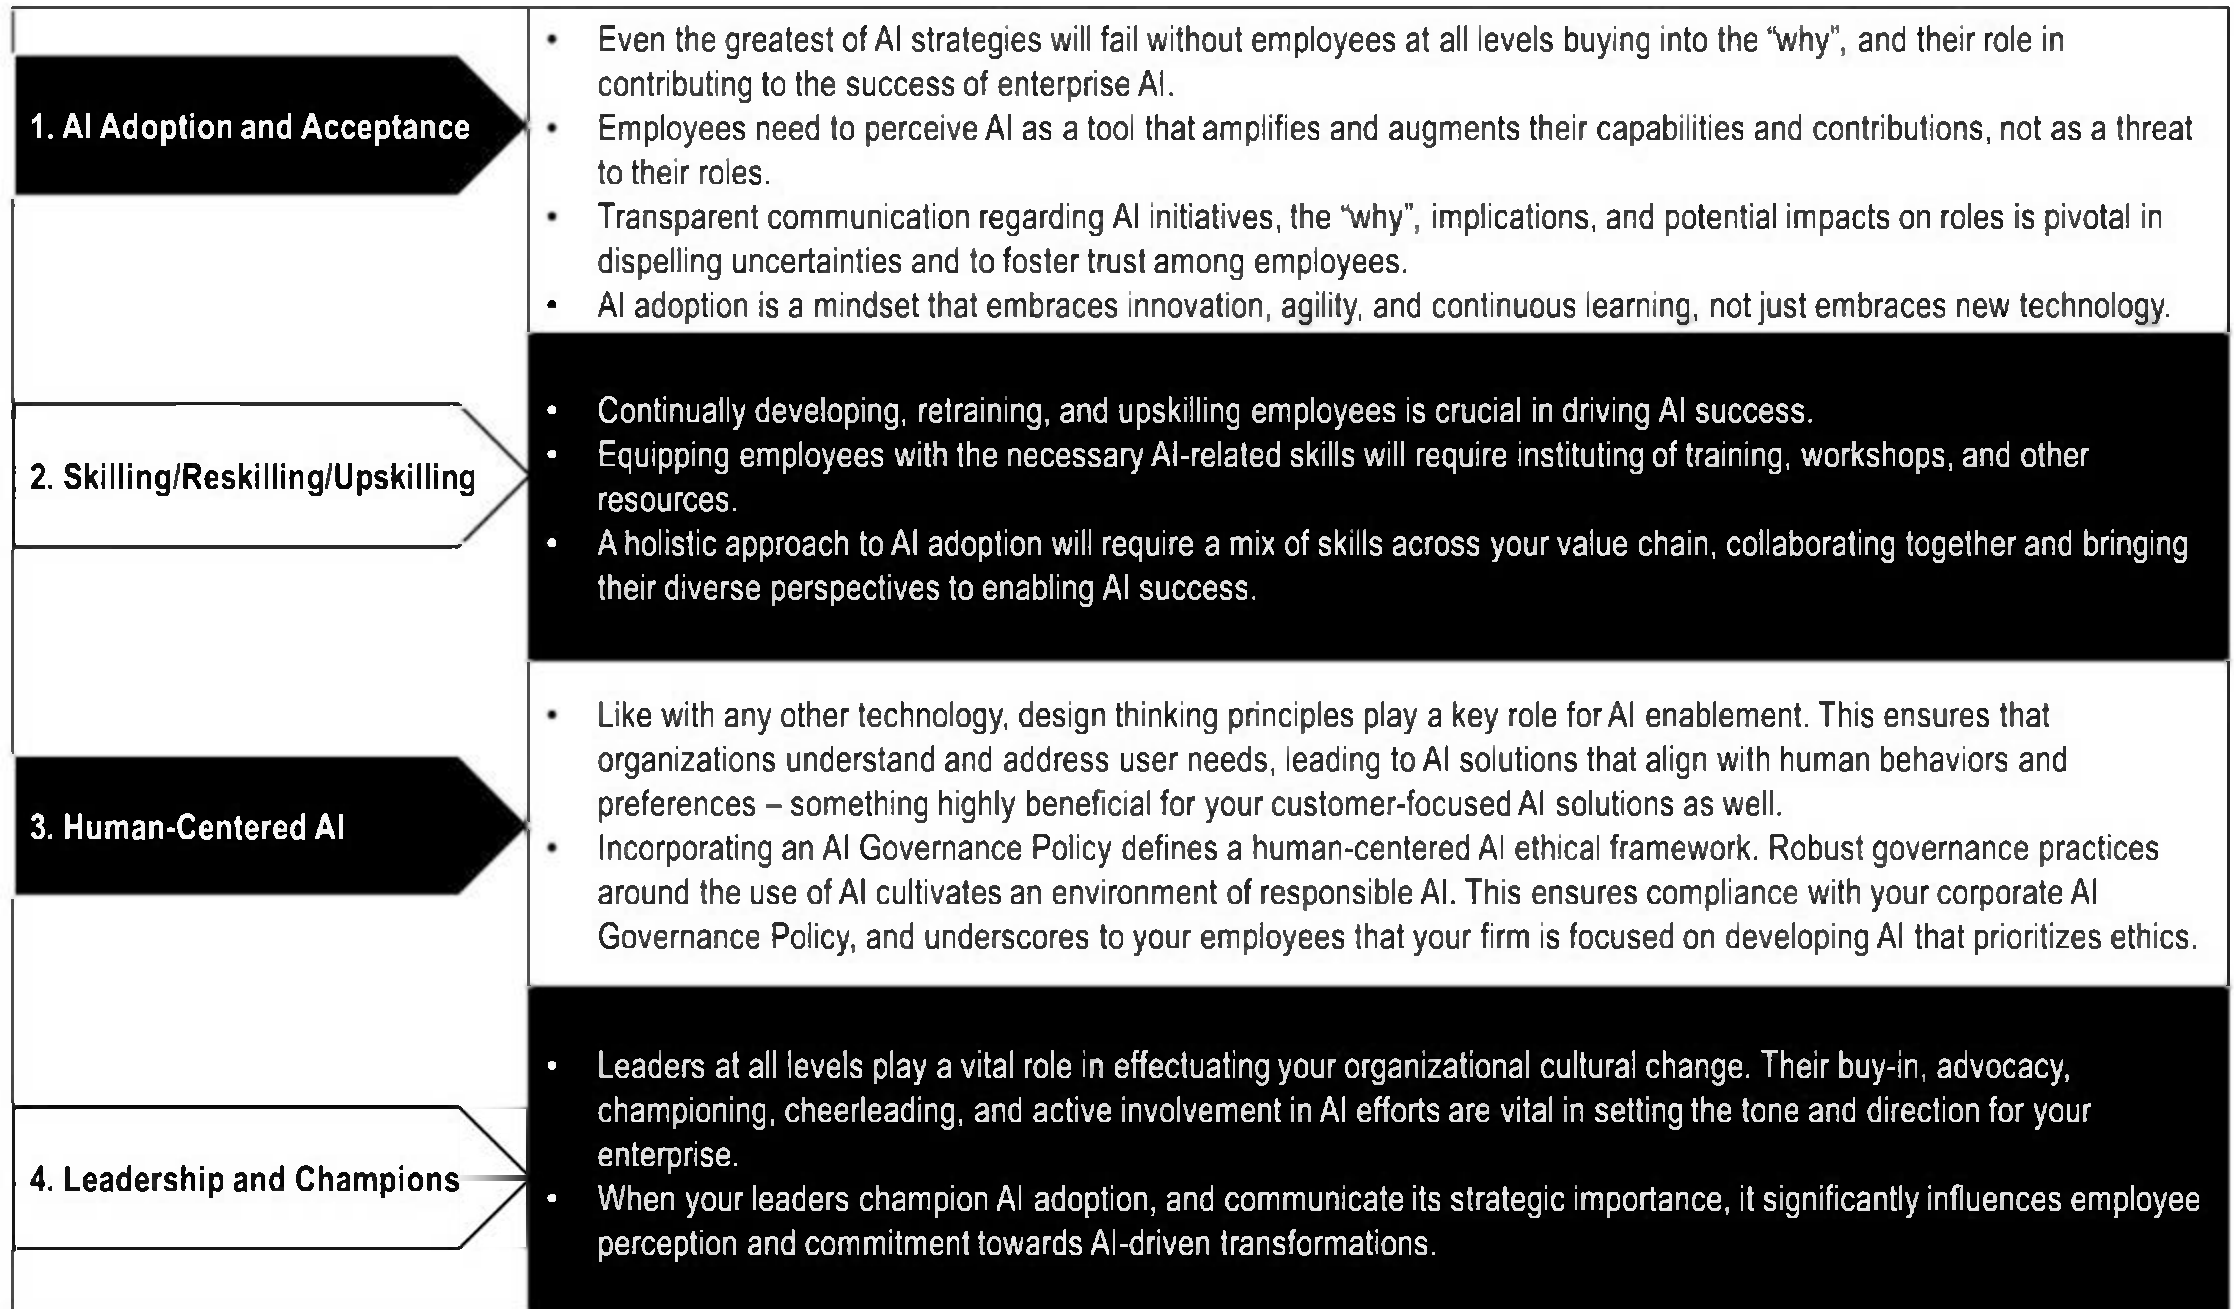 1. AI Adoption and Acceptance
• Even the greatest of AI strategies will fail without employees at all levels buying into the “why”, and their role in
contributing to the success of enterprise AI.
• Employees need to perceive AI as a tool that amplifies and augments their capabilities and contributions, not as a threat
to their roles.
• Transparent communication regarding AI initiatives, the “why”, implications, and potential impacts on roles is pivotal in
dispelling uncertainties and to foster trust among employees.
• AI adoption is a mindset that embraces innovation, agility, and continuous learning, not just embraces new technology.
2. Skilling/Reskilling/Upskilling
• Continually developing, retraining, and upskilling employees is crucial in driving AI success.
• Equipping employees with the necessary AI-related skills will require instituting of training, workshops, and other
resources.
• A holistic approach to AI adoption will require a mix of skills across your value chain, collaborating together and bringing
their diverse perspectives to enabling AI success.
3. Human-Centered AI
• Like with any other technology, design thinking principles play a key role for AI enablement. This ensures that
organizations understand and address user needs, leading to AI solutions that align with human behaviors and
preferences – something highly beneficial for your customer-focused AI solutions as well.
• Incorporating an AI Governance Policy defines a human-centered AI ethical framework. Robust governance practices
around the use of AI cultivates an environment of responsible AI. This ensures compliance with your corporate AI
Governance Policy, and underscores to your employees that your firm is focused on developing AI that prioritizes ethics.
4. Leadership and Champions
• Leaders at all levels play a vital role in effectuating your organizational cultural change. Their buy-in, advocacy,
championing, cheerleading, and active involvement in AI efforts are vital in setting the tone and direction for your
enterprise.
• When your leaders champion AI adoption, and communicate its strategic importance, it significantly influences employee
perception and commitment towards AI-driven transformations.